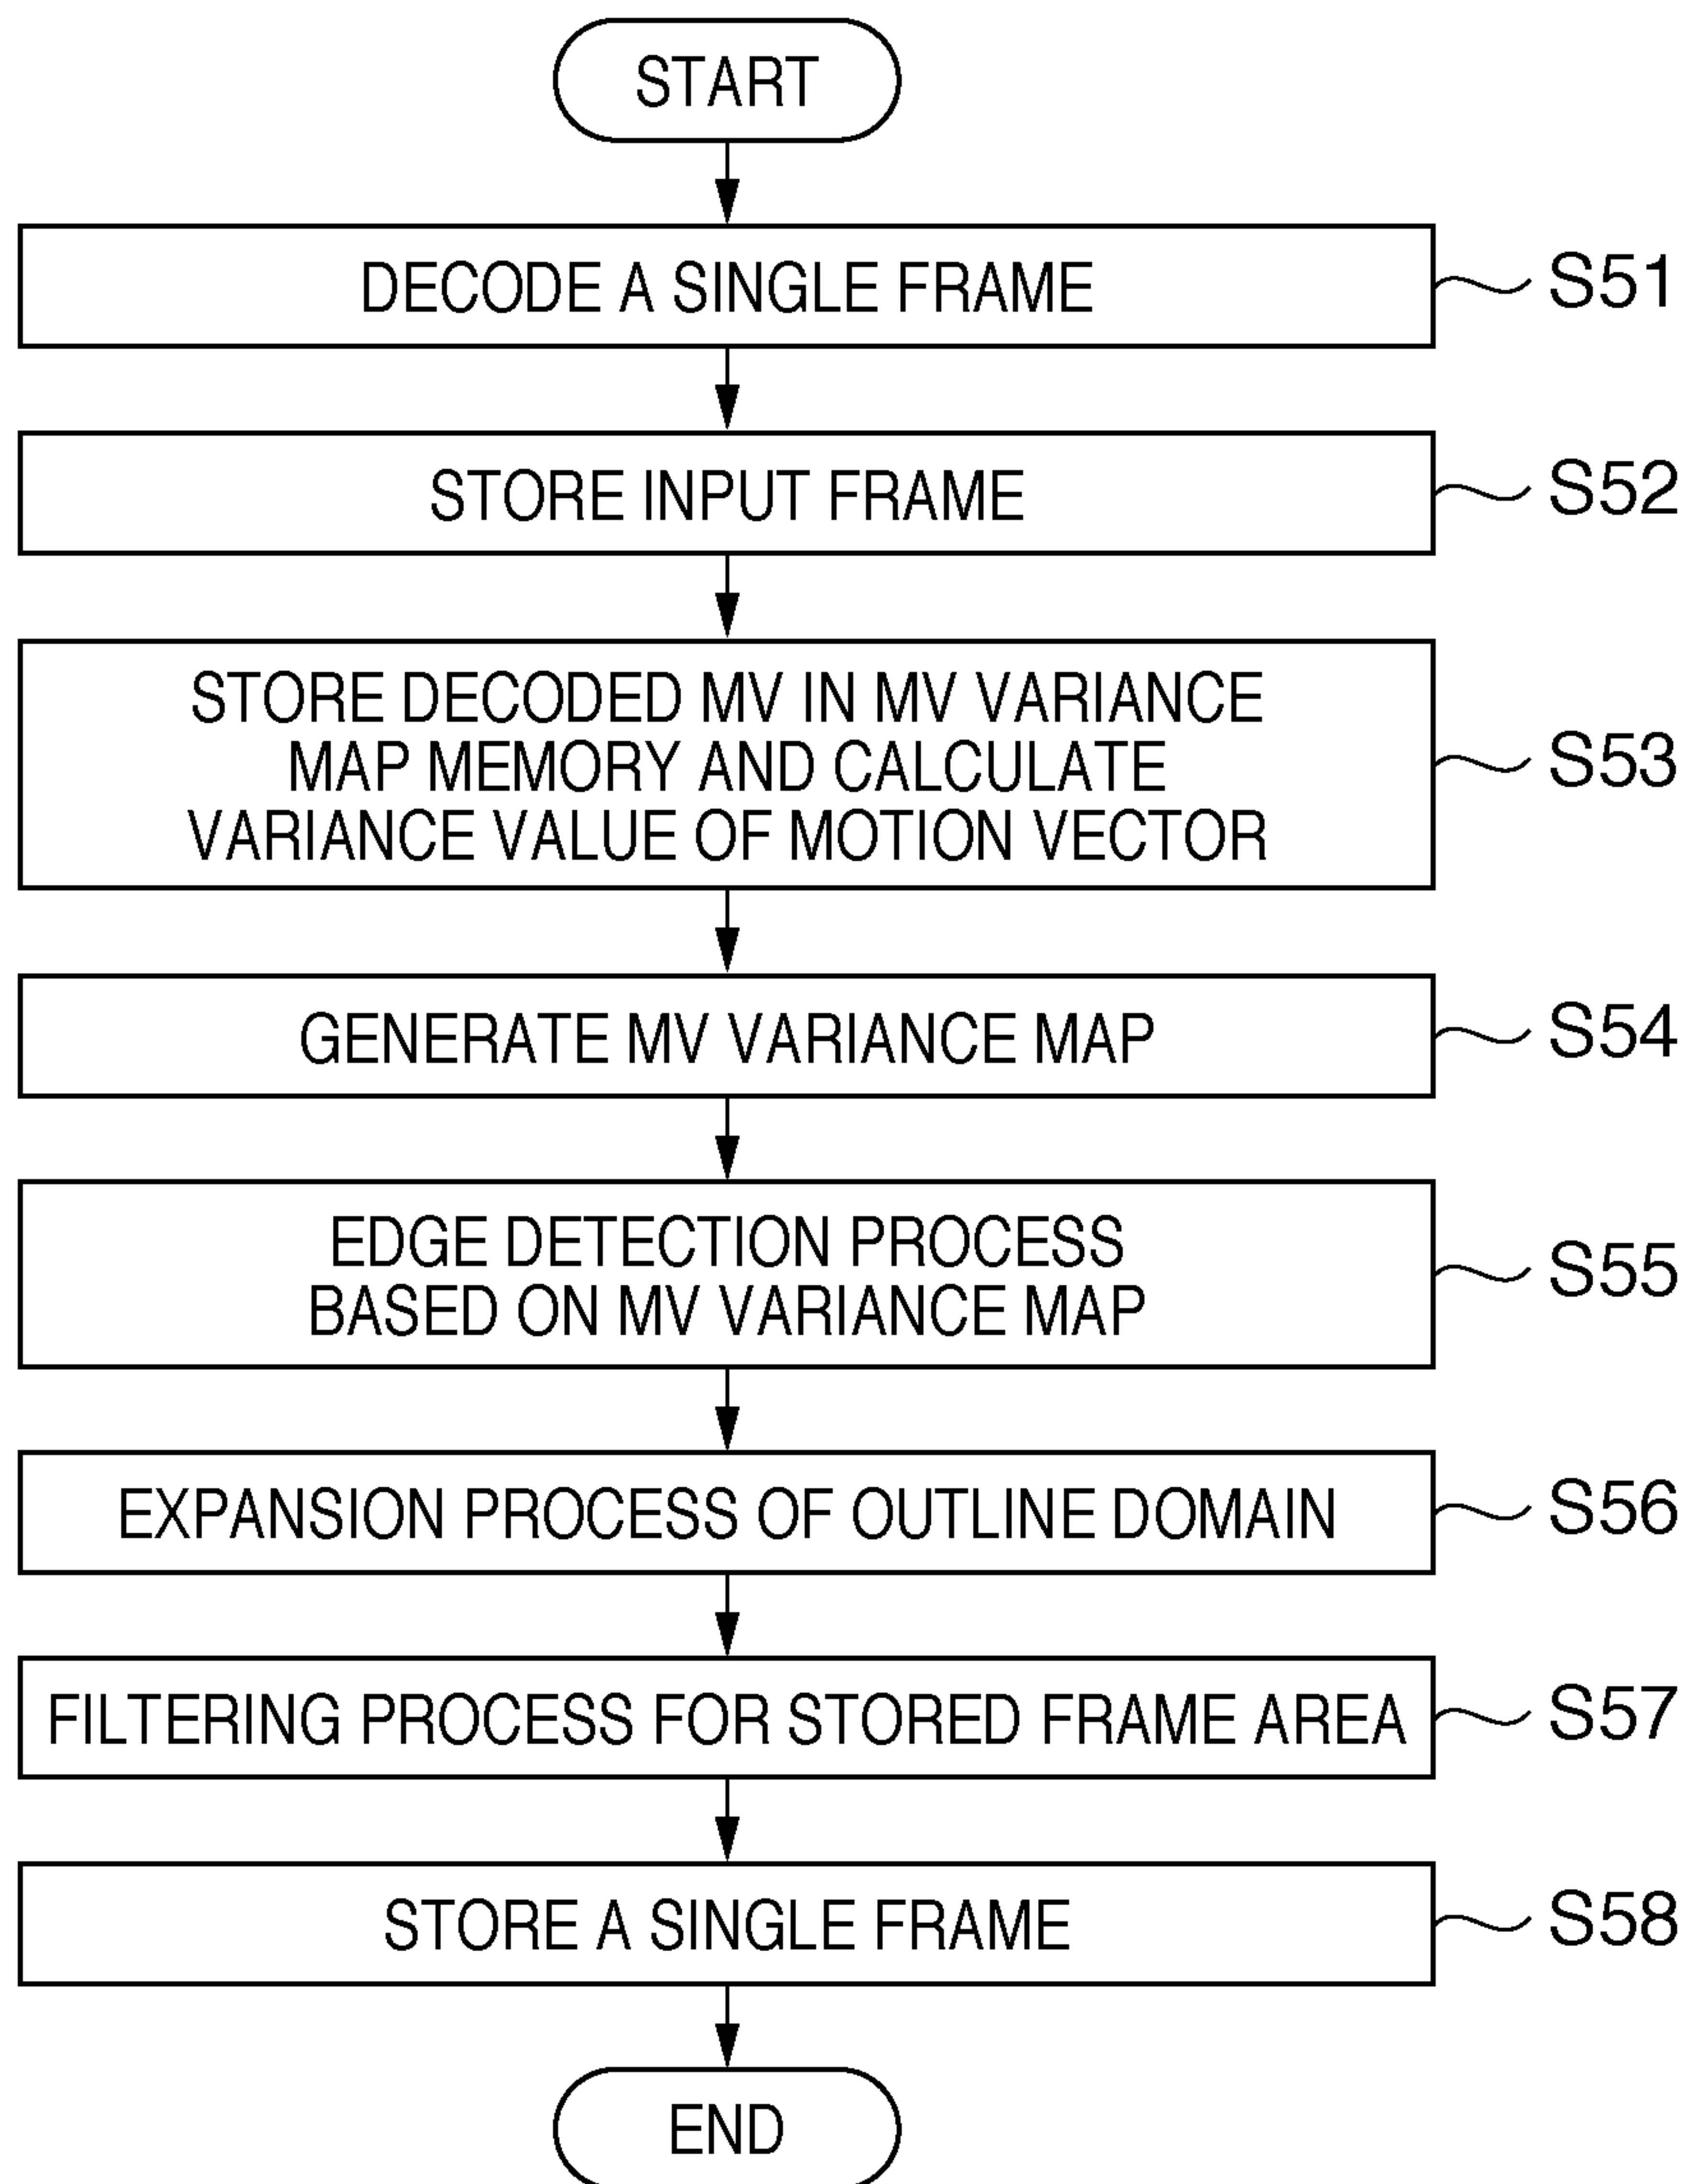 START
DECODE A SINGLE FRAME
S51
STORE INPUT FRAME
S52
STORE DECODED MV IN MV VARIANCE
MAP MEMORY AND CALCULATE
VARIANCE VALUE OF MOTION VECTOR
S53
GENERATE MV VARIANCE MAP
S54
EDGE DETECTION PROCESS
BASED ON MV VARIANCE MAP
S55
EXPANSION PROCESS OF OUTLINE DOMAIN
S56
FILTERING PROCESS FOR STORED FRAME AREA
S57
STORE A SINGLE FRAME
S58
END